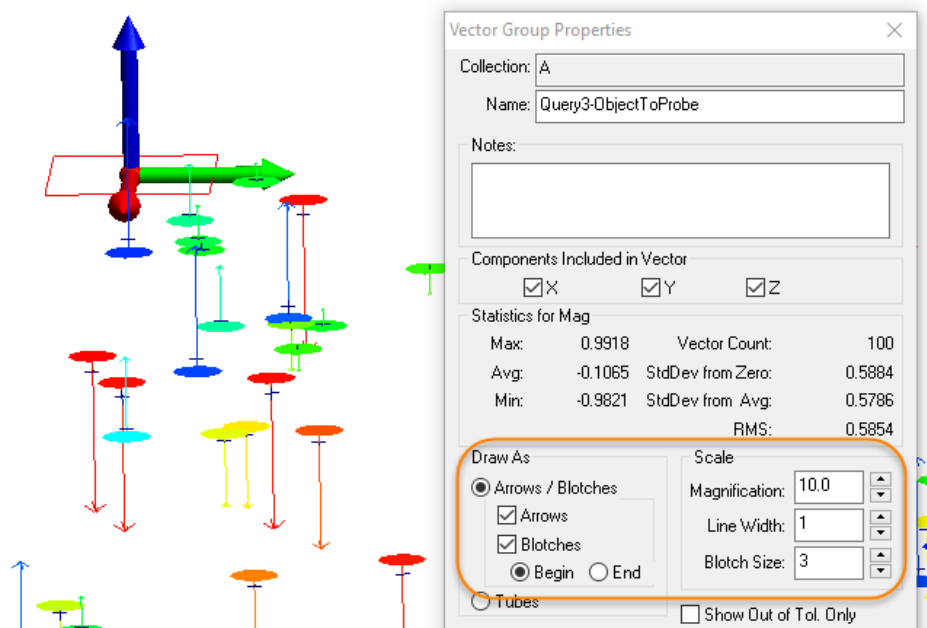 Vector Group Properties
Collection: A
Name: Query3-ObjectToProbe
Notes:
Components Included in Vector
X Y Z
Statistics for Mag
Max: 0.9918 Vector Count: 100
Avg: -0.1065 StdDev from Zero: 0.5884
Min: -0.9821 StdDev from Avg: 0.5786
RMS: 0.5854
Draw As Scale
Arrows / Blotches Magnification: 10.0
Arrows Line Width: 1
Blotches Blotch Size: 3
Begin End
Tubes Show Out of Tol. Only